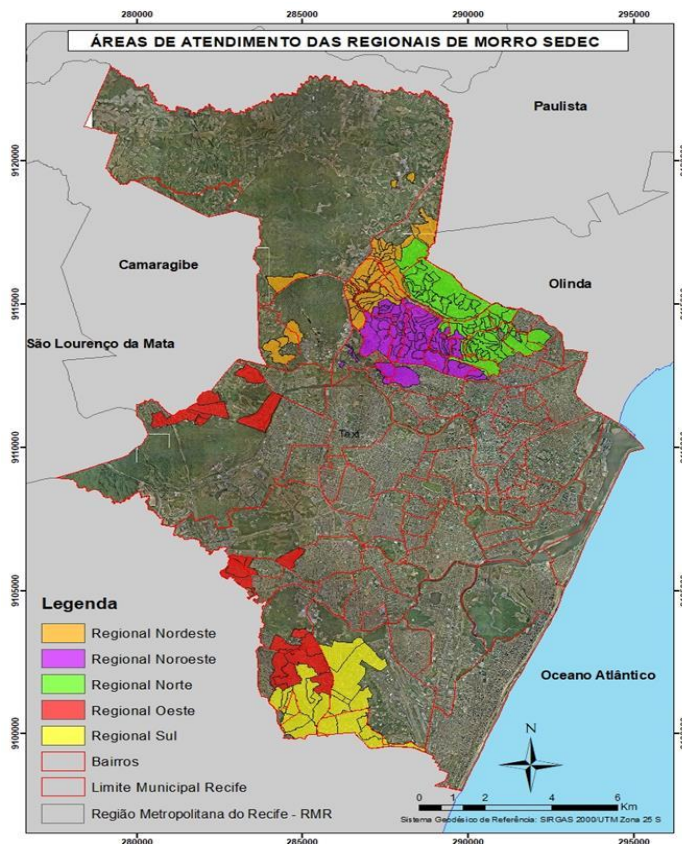 280000 285000 290000 295000
ÁREAS DE ATENDIMENTO DAS REGIONAIS DE MORRO SEDEC
Paulista
9120000
Camaragibe
Olinda
9115000
São Lourenço da Mata
9110000
9105000
Legenda
Regional Nordeste
Regional Noroeste
Regional Norte
Regional Oeste
Regional Sul
Bairros
Limite Municipal Recife
Região Metropolitana do Recife - RMR
Oceano Atlântico
9100000
N
0 1 2 4 6
Km
Sistema Geodésico de Referência: SIRGAS 2000/UTM Zona 25 S
280000 285000 290000 295000